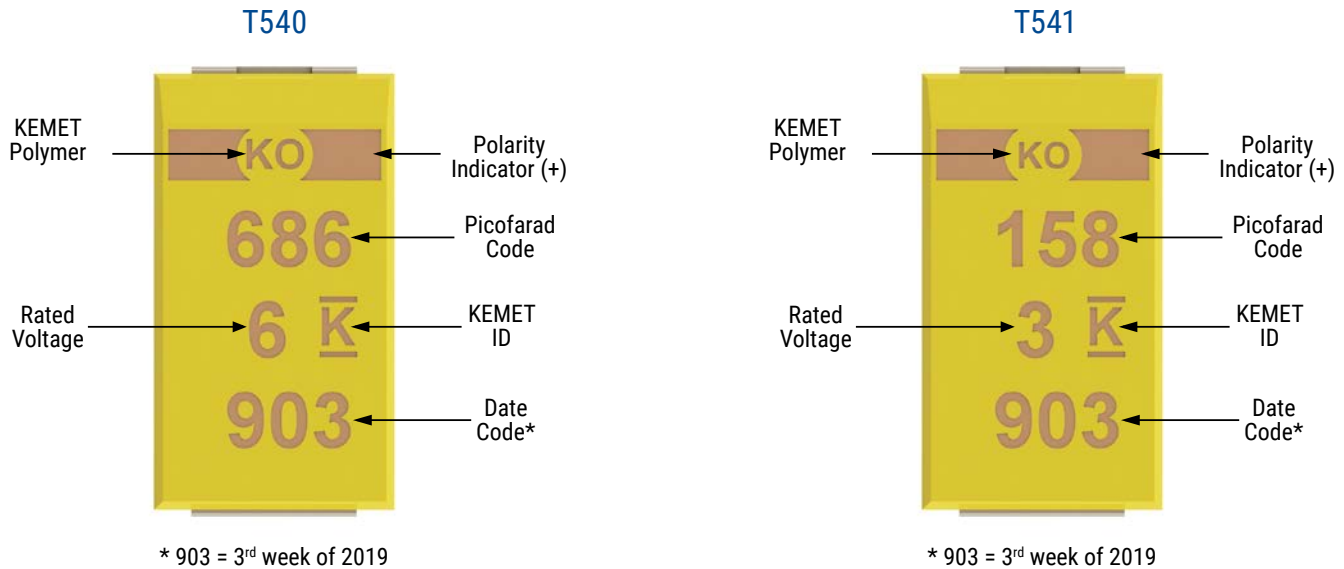 T540
KEMET
Polymer
KO
Polarity
Indicator (+)
686
Picofarad
Code
Rated
Voltage
6 K
KEMET
ID
903
Date
Code*
* 903 = 3rd week of 2019
T541
KEMET
Polymer
KO
Polarity
Indicator (+)
158
Picofarad
Code
Rated
Voltage
3 K
KEMET
ID
903
Date
Code*
* 903 = 3rd week of 2019